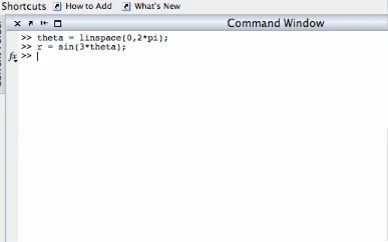 Shortcuts How to Add What's New
Command Window
>> theta = linspace(0,2*pi);
>> r = sin(3*theta);
fx >>